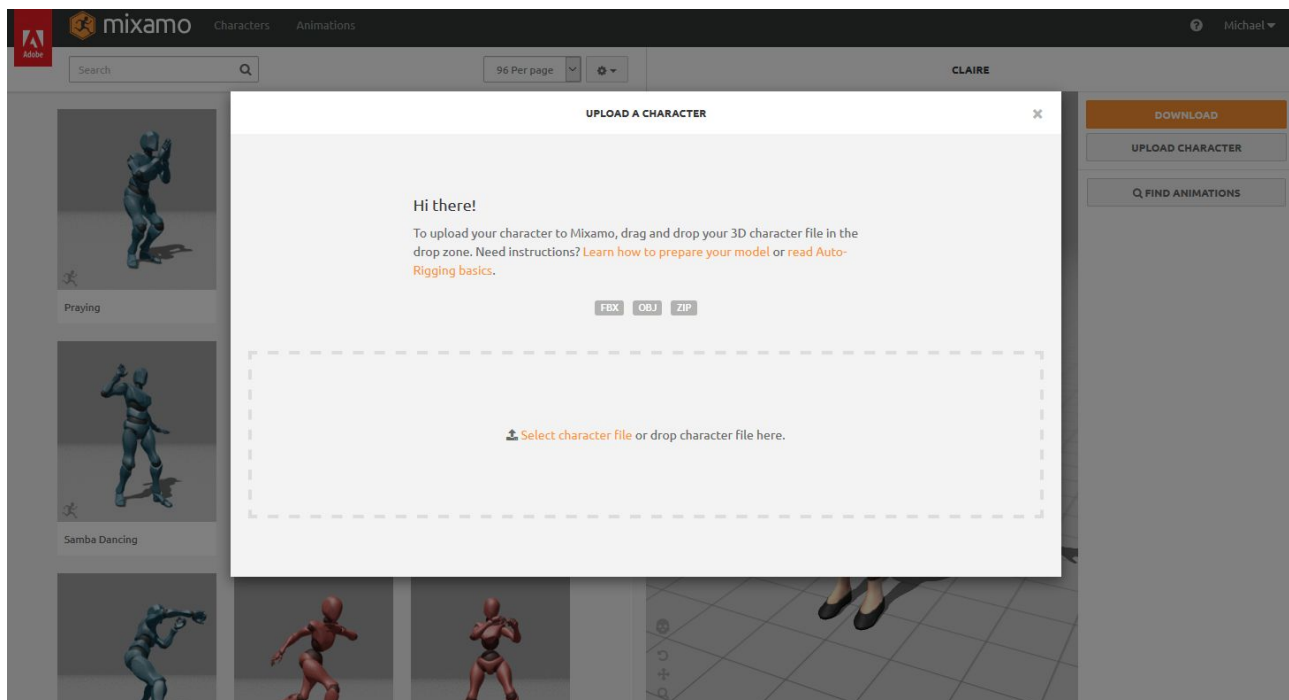 Adobe
mixamo
Characters
Animations
Michael
Search
96 Per page
CLAIRE
UPLOAD A CHARACTER
DOWNLOAD
UPLOAD CHARACTER
FIND ANIMATIONS
Hi there!
To upload your character to Mixamo, drag and drop your 3D character file in the
drop zone. Need instructions? Learn how to prepare your model or read Auto-
Rigging basics.
FBX OBJ ZIP
Select character file or drop character file here.
Praying
Samba Dancing